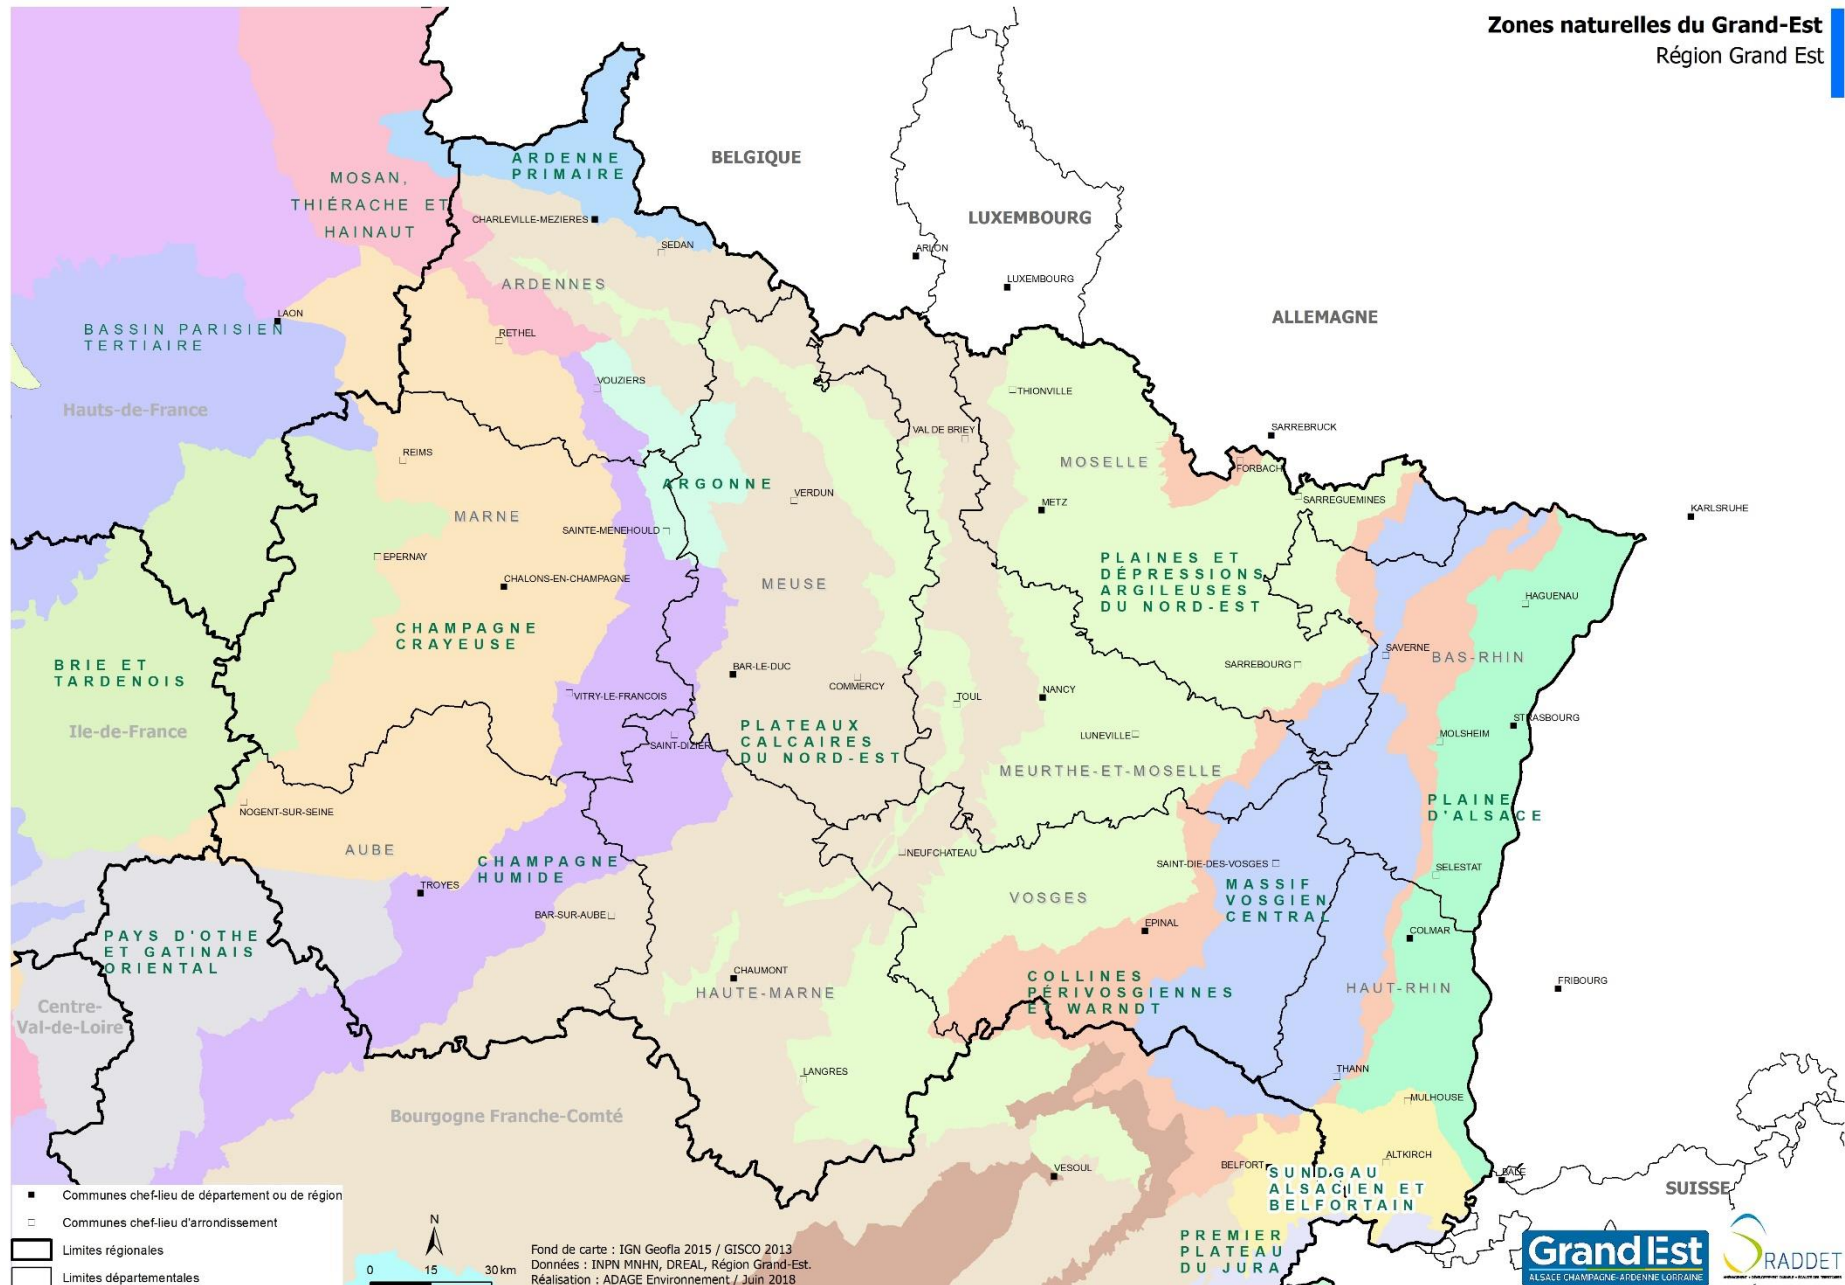 Zones naturelles du Grand-Est
Région Grand Est
ARDENNE
PRIMAIRE
BELGIQUE
MOSAN,
THIÉRACHE ET
HAINAUT
CHARLEVILLE-MEZIERES
LUXEMBOURG
SEDAN
ARLON
ARDENNES
LUXEMBOURG
LAON
BASSIN PARISIEN
TERTIAIRE
RETHEL
ALLEMAGNE
VOUZIERS
THIONVILLE
Hauts-de-France
VAL DE BRIEY
SARREBRUCK
REIMS
MOSELLE
FORBACH
ARGONNE
VERDUN
METZ
SARREGUEMINES
KARLSRUHE
MARNE
SAINTE-MENEHOULD
EPERNAY
CHALONS-EN-CHAMPAGNE
MEUSE
PLAINES ET
DÉPRESSIONS
ARGILEUSES
DU NORD-EST
HAGUENAU
CHAMPAGNE
CRAYEUSE
BRIE ET
TARDENOIS
BAR-LE-DUC
COMMERCY
SARREBOURG
SAVERNE
BAS-RHIN
VITRY-LE-FRANCOIS
TOUL
NANCY
Ile-de-France
SAINT-DIZIER
PLATEAUX
CALCAIRES
DU NORD-EST
LUNEVILLE
MOLSHEIM
STRASBOURG
MEURTHE-ET-MOSELLE
NOGENT-SUR-SEINE
PLAINE
D'ALSACE
AUBE
CHAMPAGNE
HUMIDE
NEUFCHATEAU
SAINT-DIE-DES-VOSGES
SELESTAT
TROYES
VOSGES
MASSIF
VOSGIEN
CENTRAL
BAR-SUR-AUBE
EPINAL
COLMAR
PAYS D'OTHE
ET GATINAIS
ORIENTAL
CHAUMONT
HAUTE-MARNE
COLLINES
PÉRIVOSGIENNES
ET WARNDT
HAUT-RHIN
FRIBOURG
Centre-
Val-de-Loire
LANGRES
THANN
MULHOUSE
Bourgogne Franche-Comté
VESOUL
BELFORT
ALTKIRCH
SUNDGAU
ALSACIEN ET
BELFORTAIN
BALE
SUISSE
PREMIER
PLATEAU
DU JURA
Communes chef-lieu de département ou de région
Communes chef-lieu d'arrondissement
Limites régionales
Limites départementales
N
0 15 30 km
Fond de carte : IGN Geofla 2015 / GISCO 2013
Données : INPN MNHN, DREAL, Région Grand-Est.
Réalisation : ADAGE Environnement / Juin 2018
Grand Est
ALSACE CHAMPAGNE-ARDENNE LORRAINE
SRADDET